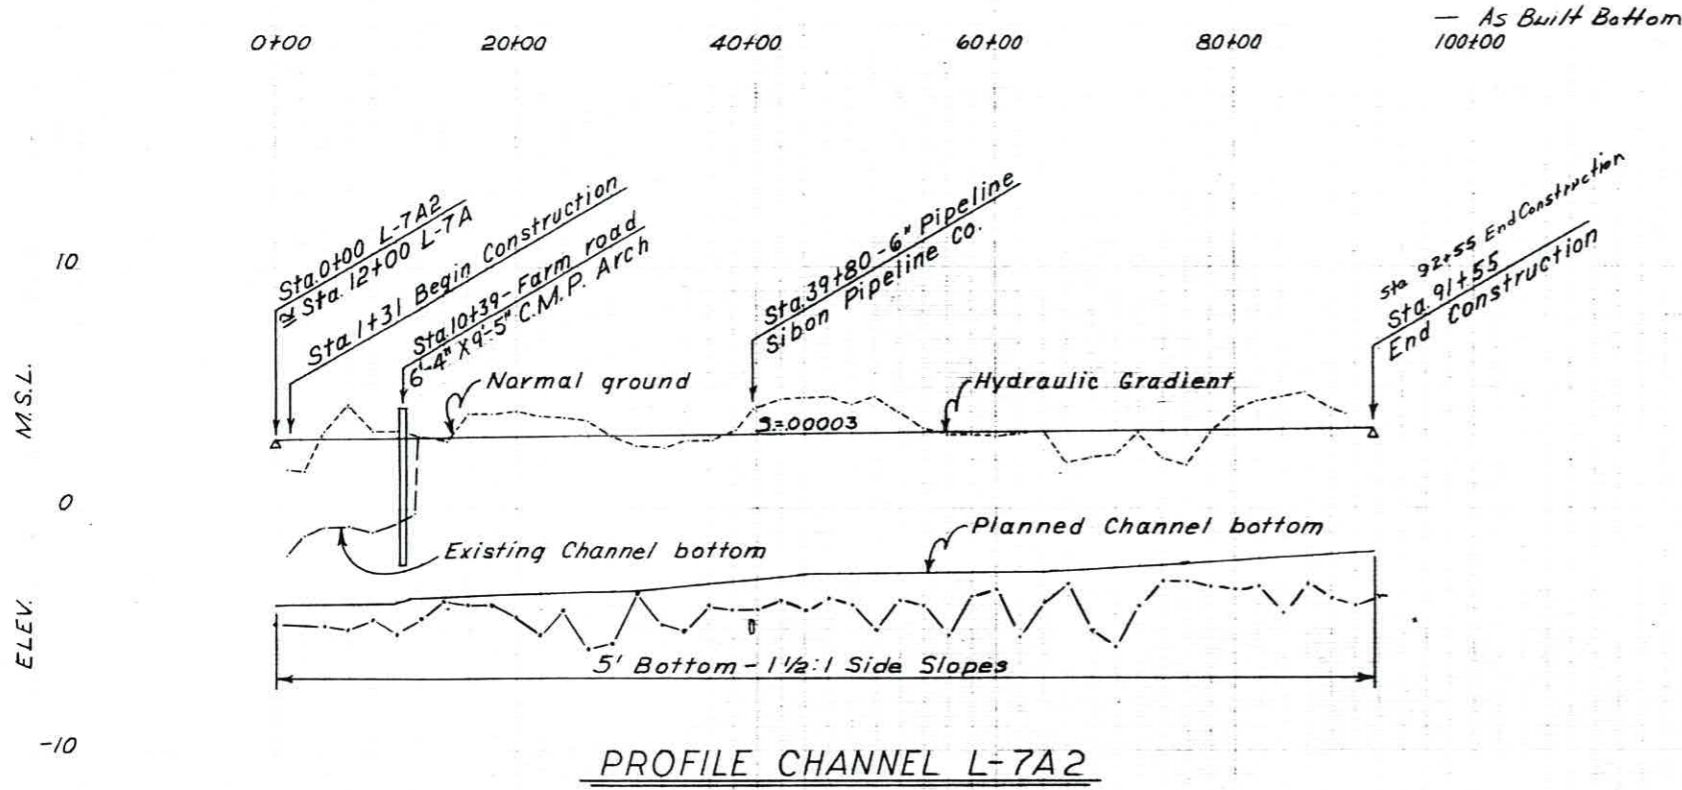 — As Built Bottom
0+00 20+00 40+00 60+00 80+00 100+00
Sta. 0+00 L-7A2
Sta. 12+00 L-7A
Sta. 1+31 Begin Construction
Sta. 10+39 - Farm road
6'-4" X 9'-5" C.M.P. Arch
Sta. 39+80 - 6" Pipeline
Sibon Pipeline Co.
Sta 92+55 End Construction
Sta. 91+55
End Construction
10
Normal ground
Hydraulic Gradient
S=.00003
M.S.L.
0
Existing Channel bottom
Planned Channel bottom
ELEV.
5' Bottom - 1 1/2:1 Side Slopes
-10
PROFILE CHANNEL L-7A2